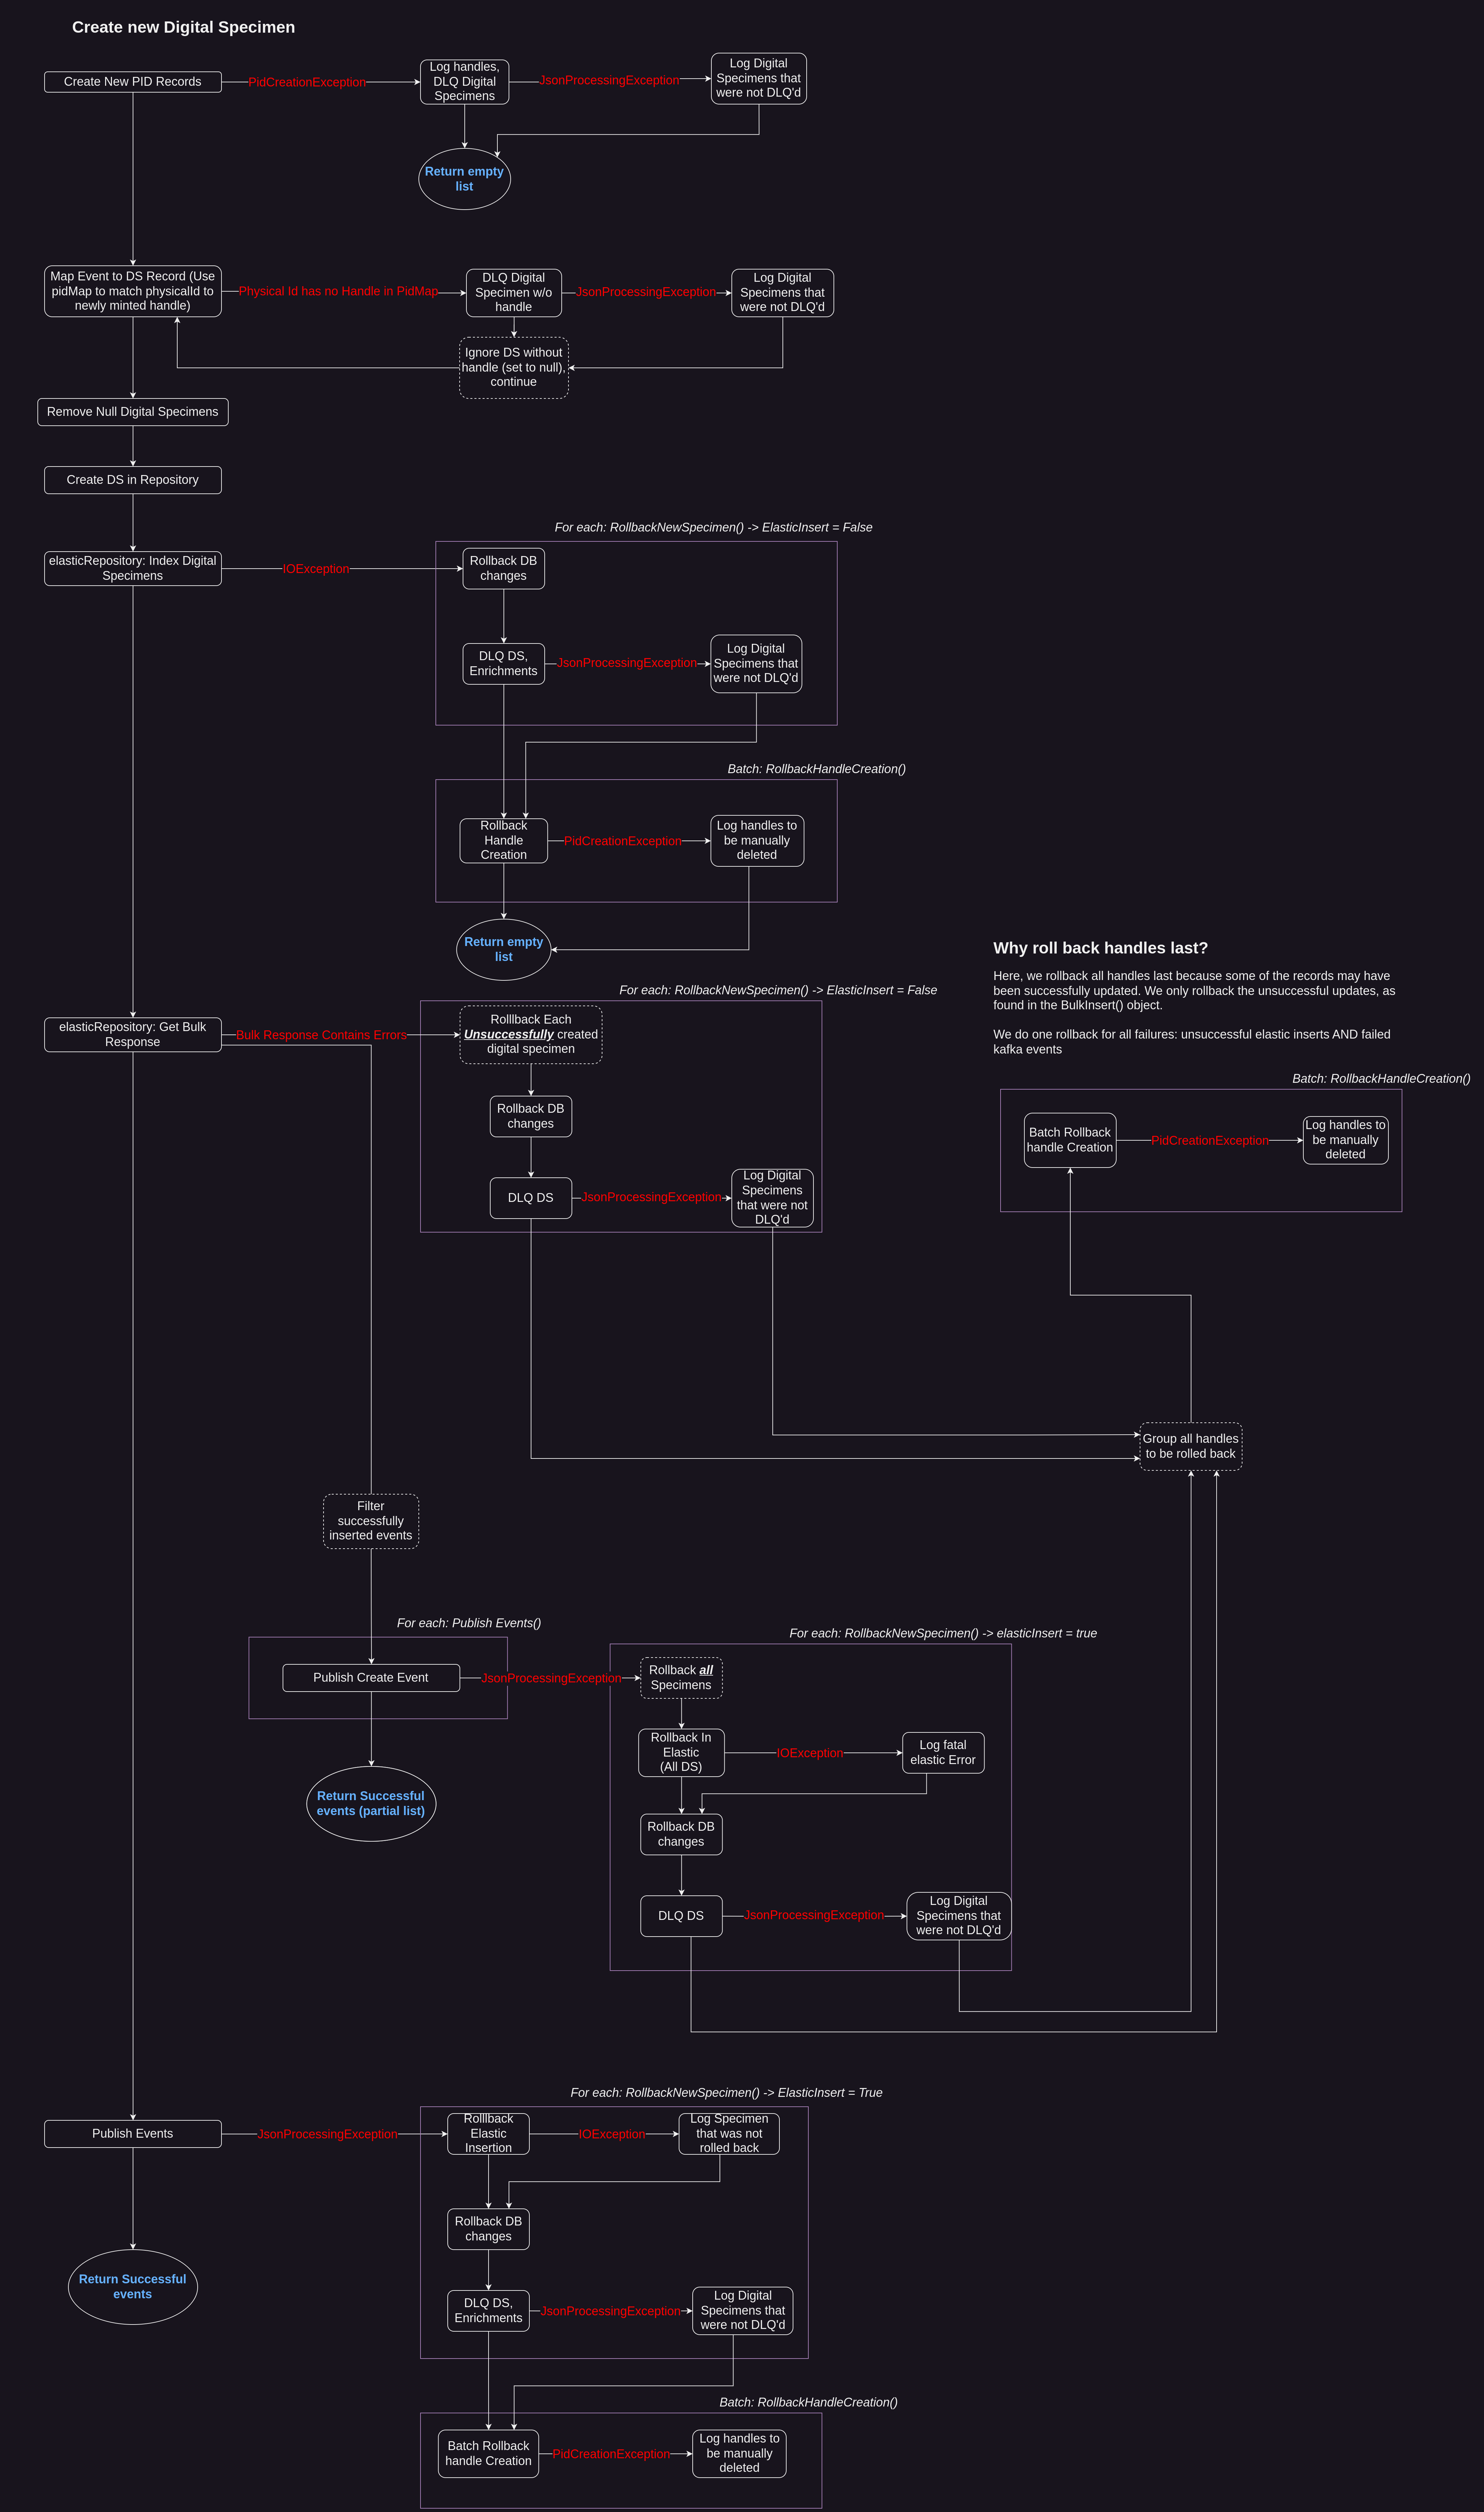 Create new Digital Specimen
Create New PID Records
PidCreationException
Log handles,
DLQ Digital
Specimens
JsonProcessingException
Log Digital
Specimens that
were not DLQ'd
Return empty
list
Map Event to DS Record (Use
pidMap to match physicalId to
newly minted handle)
Physical Id has no Handle in PidMap
DLQ Digital
Specimen w/o
handle
JsonProcessingException
Log Digital
Specimens that
were not DLQ'd
Ignore DS without
handle (set to null),
continue
Remove Null Digital Specimens
Create DS in Repository
For each: RollbackNewSpecimen() -> ElasticInsert = False
elasticRepository: Index Digital
Specimens
IOException
Rollback DB
changes
DLQ DS,
Enrichments
JsonProcessingException
Log Digital
Specimens that
were not DLQ'd
Batch: RollbackHandleCreation()
Rollback
Handle
Creation
PidCreationException
Log handles to
be manually
deleted
Return empty
list
Why roll back handles last?
Here, we rollback all handles last because some of the records may have
been successfully updated. We only rollback the unsuccessful updates, as
found in the BulkInsert() object.
We do one rollback for all failures: unsuccessful elastic inserts AND failed
kafka events
For each: RollbackNewSpecimen() -> ElasticInsert = False
elasticRepository: Get Bulk
Response
Bulk Response Contains Errors
Rolllback Each
Unsuccessfully created
digital specimen
Rollback DB
changes
DLQ DS
JsonProcessingException
Log Digital
Specimens
that were not
DLQ'd
Batch: RollbackHandleCreation()
Batch Rollback
handle Creation
PidCreationException
Log handles to
be manually
deleted
Group all handles
to be rolled back
Filter
successfully
inserted events
For each: Publish Events()
Publish Create Event
JsonProcessingException
For each: RollbackNewSpecimen() -> elasticInsert = true
Rollback all
Specimens
Rollback In
Elastic
(All DS)
IOException
Log fatal
elastic Error
Return Successful
events (partial list)
Rollback DB
changes
DLQ DS
JsonProcessingException
Log Digital
Specimens that
were not DLQ'd
For each: RollbackNewSpecimen() -> ElasticInsert = True
Publish Events
JsonProcessingException
Rolllback
Elastic
Insertion
IOException
Log Specimen
that was not
rolled back
Rollback DB
changes
Return Successful
events
DLQ DS,
Enrichments
JsonProcessingException
Log Digital
Specimens that
were not DLQ'd
Batch: RollbackHandleCreation()
Batch Rollback
handle Creation
PidCreationException
Log handles to
be manually
deleted